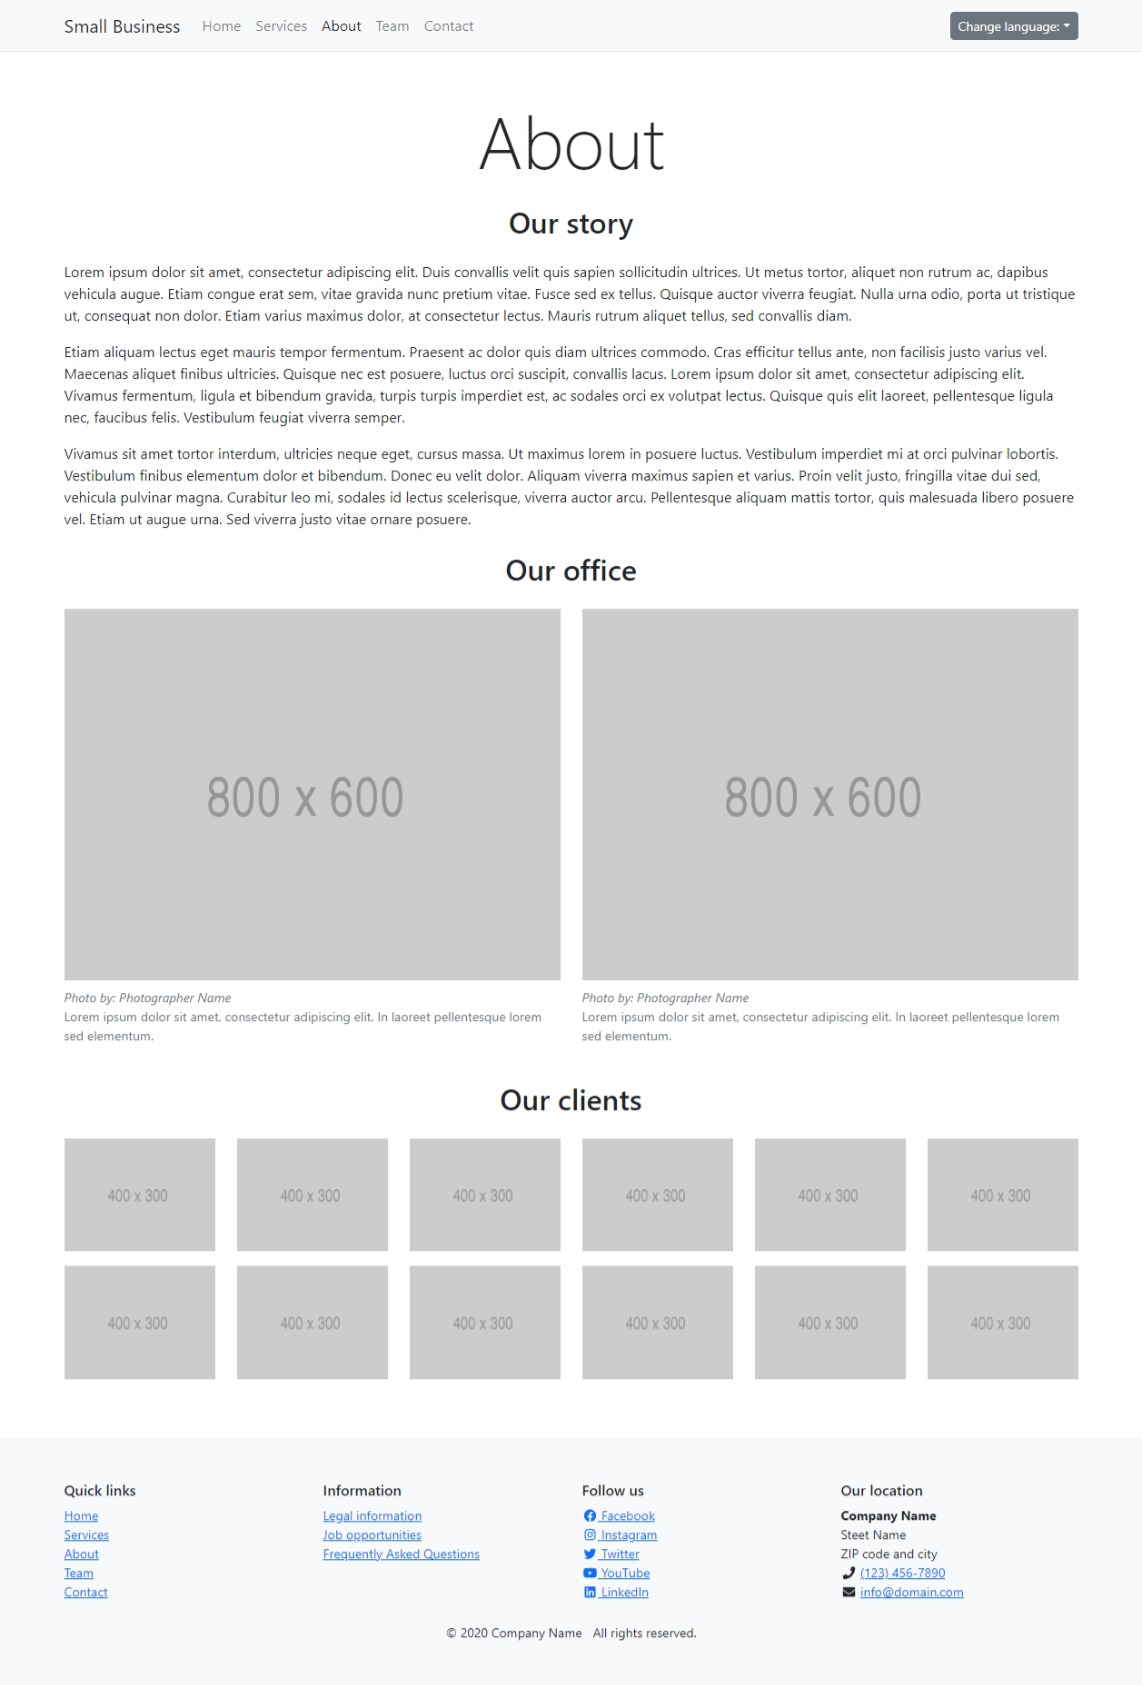 Small Business Home Services About Team Contact Change language:
About
Our story
Lorem ipsum dolor sit amet, consectetur adipiscing elit. Duis convallis velit quis sapien sollicitudin ultrices. Ut metus tortor, aliquet non rutrum ac, dapibus
vehicula augue. Etiam congue erat sem, vitae gravida nunc pretium vitae. Fusce sed ex tellus. Quisque auctor viverra feugiat. Nulla urna odio, porta ut tristique
ut, consequat non dolor. Etiam varius maximus dolor, at consectetur lectus. Mauris rutrum aliquet tellus, sed convallis diam.
Etiam aliquam lectus eget mauris tempor fermentum. Praesent ac dolor quis diam ultrices commodo. Cras efficitur tellus ante, non facilisis justo varius vel.
Maecenas aliquet finibus ultricies. Quisque nec est posuere, luctus orci suscipit, convallis lacus. Lorem ipsum dolor sit amet, consectetur adipiscing elit.
Vivamus fermentum, ligula et bibendum gravida, turpis turpis imperdiet est, ac sodales orci ex volutpat lectus. Quisque quis elit laoreet, pellentesque ligula
nec, faucibus felis. Vestibulum feugiat viverra semper.
Vivamus sit amet tortor interdum, ultricies neque eget, cursus massa. Ut maximus lorem in posuere luctus. Vestibulum imperdiet mi at orci pulvinar lobortis.
Vestibulum finibus elementum dolor et bibendum. Donec eu velit dolor. Aliquam viverra maximus sapien et varius. Proin velit justo, fringilla vitae dui sed,
vehicula pulvinar magna. Curabitur leo mi, sodales id lectus scelerisque, viverra auctor arcu. Pellentesque aliquam mattis tortor, quis malesuada libero posuere
vel. Etiam ut augue urna. Sed viverra justo vitae ornare posuere.
Our office
800 x 600
Photo by: Photographer Name
Lorem ipsum dolor sit amet, consectetur adipiscing elit. In laoreet pellentesque lorem
sed elementum.
800 x 600
Photo by: Photographer Name
Lorem ipsum dolor sit amet, consectetur adipiscing elit. In laoreet pellentesque lorem
sed elementum.
Our clients
400 x 300 400 x 300 400 x 300 400 x 300 400 x 300 400 x 300
400 x 300 400 x 300 400 x 300 400 x 300 400 x 300 400 x 300
Quick links
Home
Services
About
Team
Contact
Information
Legal information
Job opportunities
Frequently Asked Questions
Follow us
Facebook
Instagram
Twitter
YouTube
LinkedIn
Our location
Company Name
Steet Name
ZIP code and city
(123) 456-7890
info@domain.com
© 2020 Company Name All rights reserved.